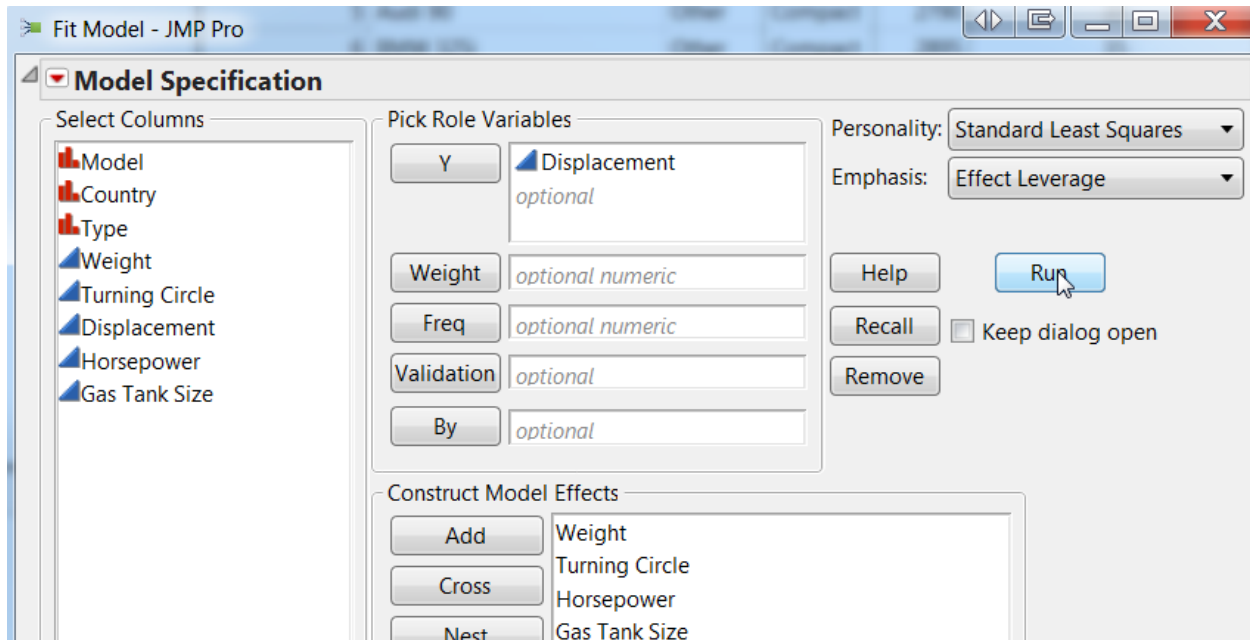 Fit Model - JMP Pro
Model Specification
Select Columns
Model
Country
Type
Weight
Turning Circle
Displacement
Horsepower
Gas Tank Size
Pick Role Variables
Y
Displacement
optional
Weight
optional numeric
Freq
optional numeric
Validation
optional
By
optional
Personality:
Standard Least Squares
Emphasis:
Effect Leverage
Help
Run
Recall
Keep dialog open
Remove
Construct Model Effects
Add
Weight
Turning Circle
Cross
Horsepower
Nest
Gas Tank Size